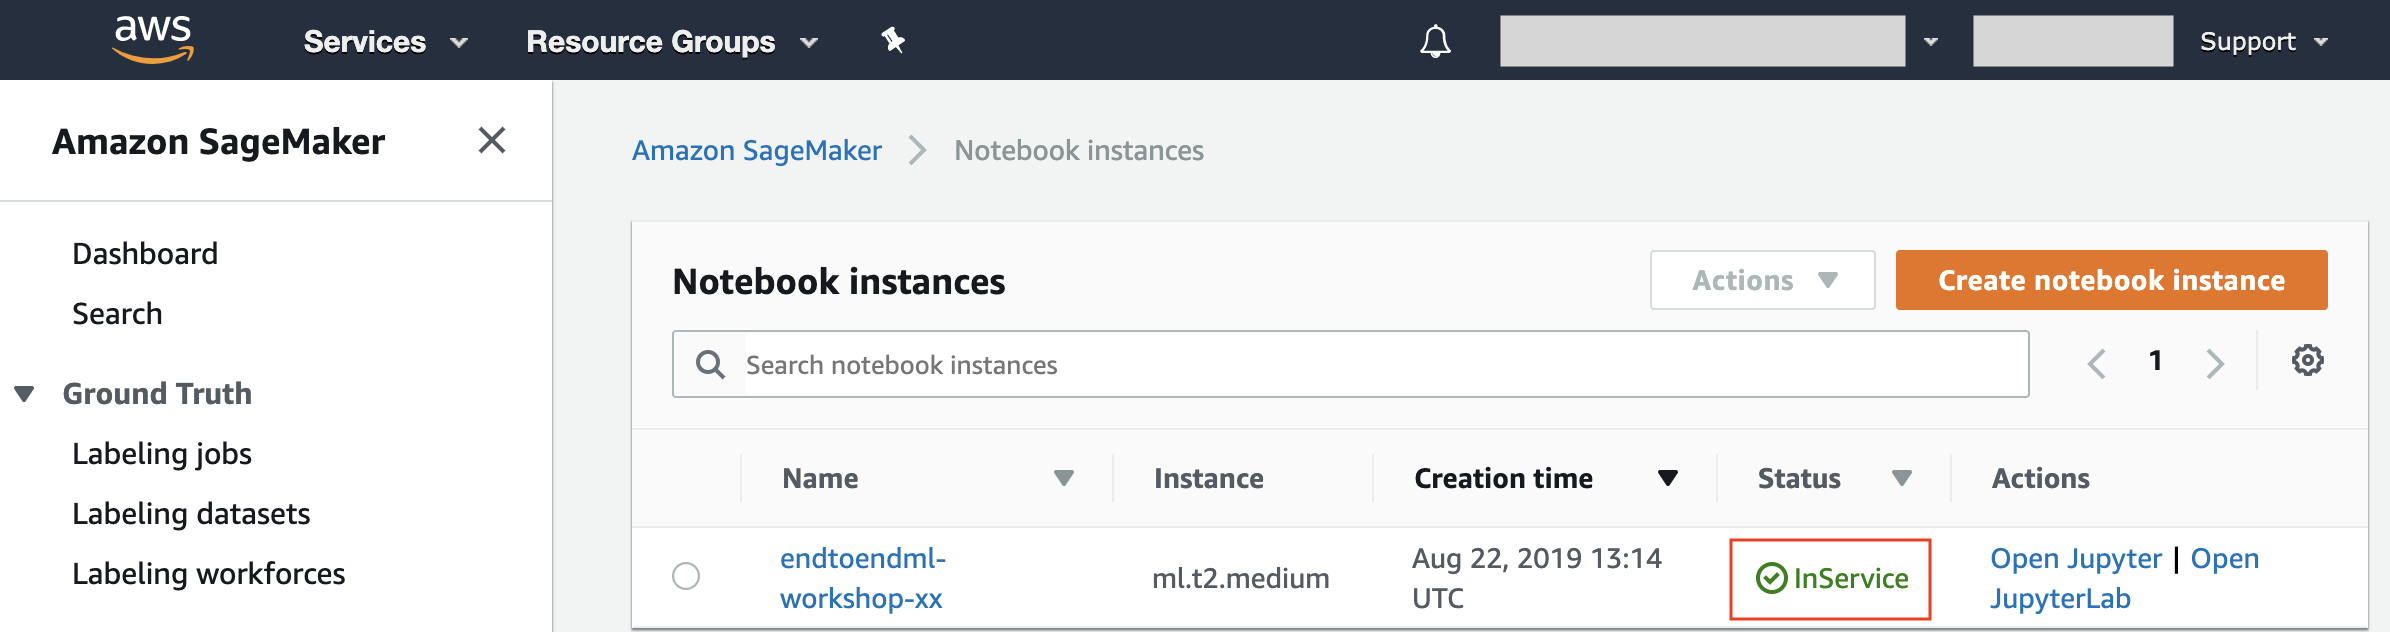 aws
Services
Resource Groups
Support
Amazon SageMaker
Dashboard
Search
Ground Truth
Labeling jobs
Labeling datasets
Labeling workforces
Amazon SageMaker
Notebook instances
Notebook instances
Actions
Create notebook instance
Search notebook instances
1
Name
Instance
Creation time
Status
Actions
endtoendml-
workshop-xx
ml.t2.medium
Aug 22, 2019 13:14
UTC
InService
Open Jupyter | Open
JupyterLab